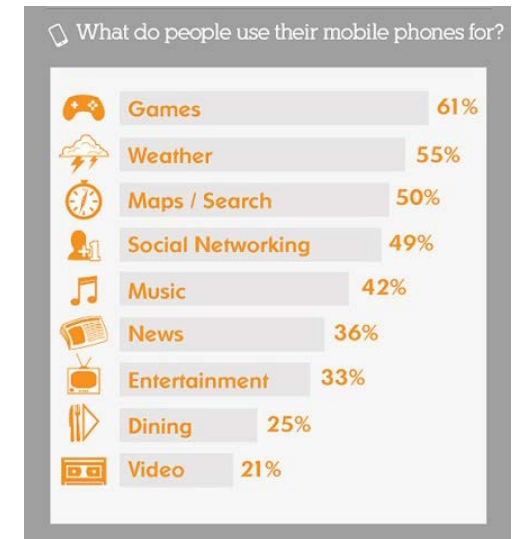 What do people use their mobile phones for?
Games 61%
Weather 55%
Maps / Search 50%
+1
Social Networking 49%
Music 42%
News 36%
Entertainment 33%
Dining 25%
Video 21%